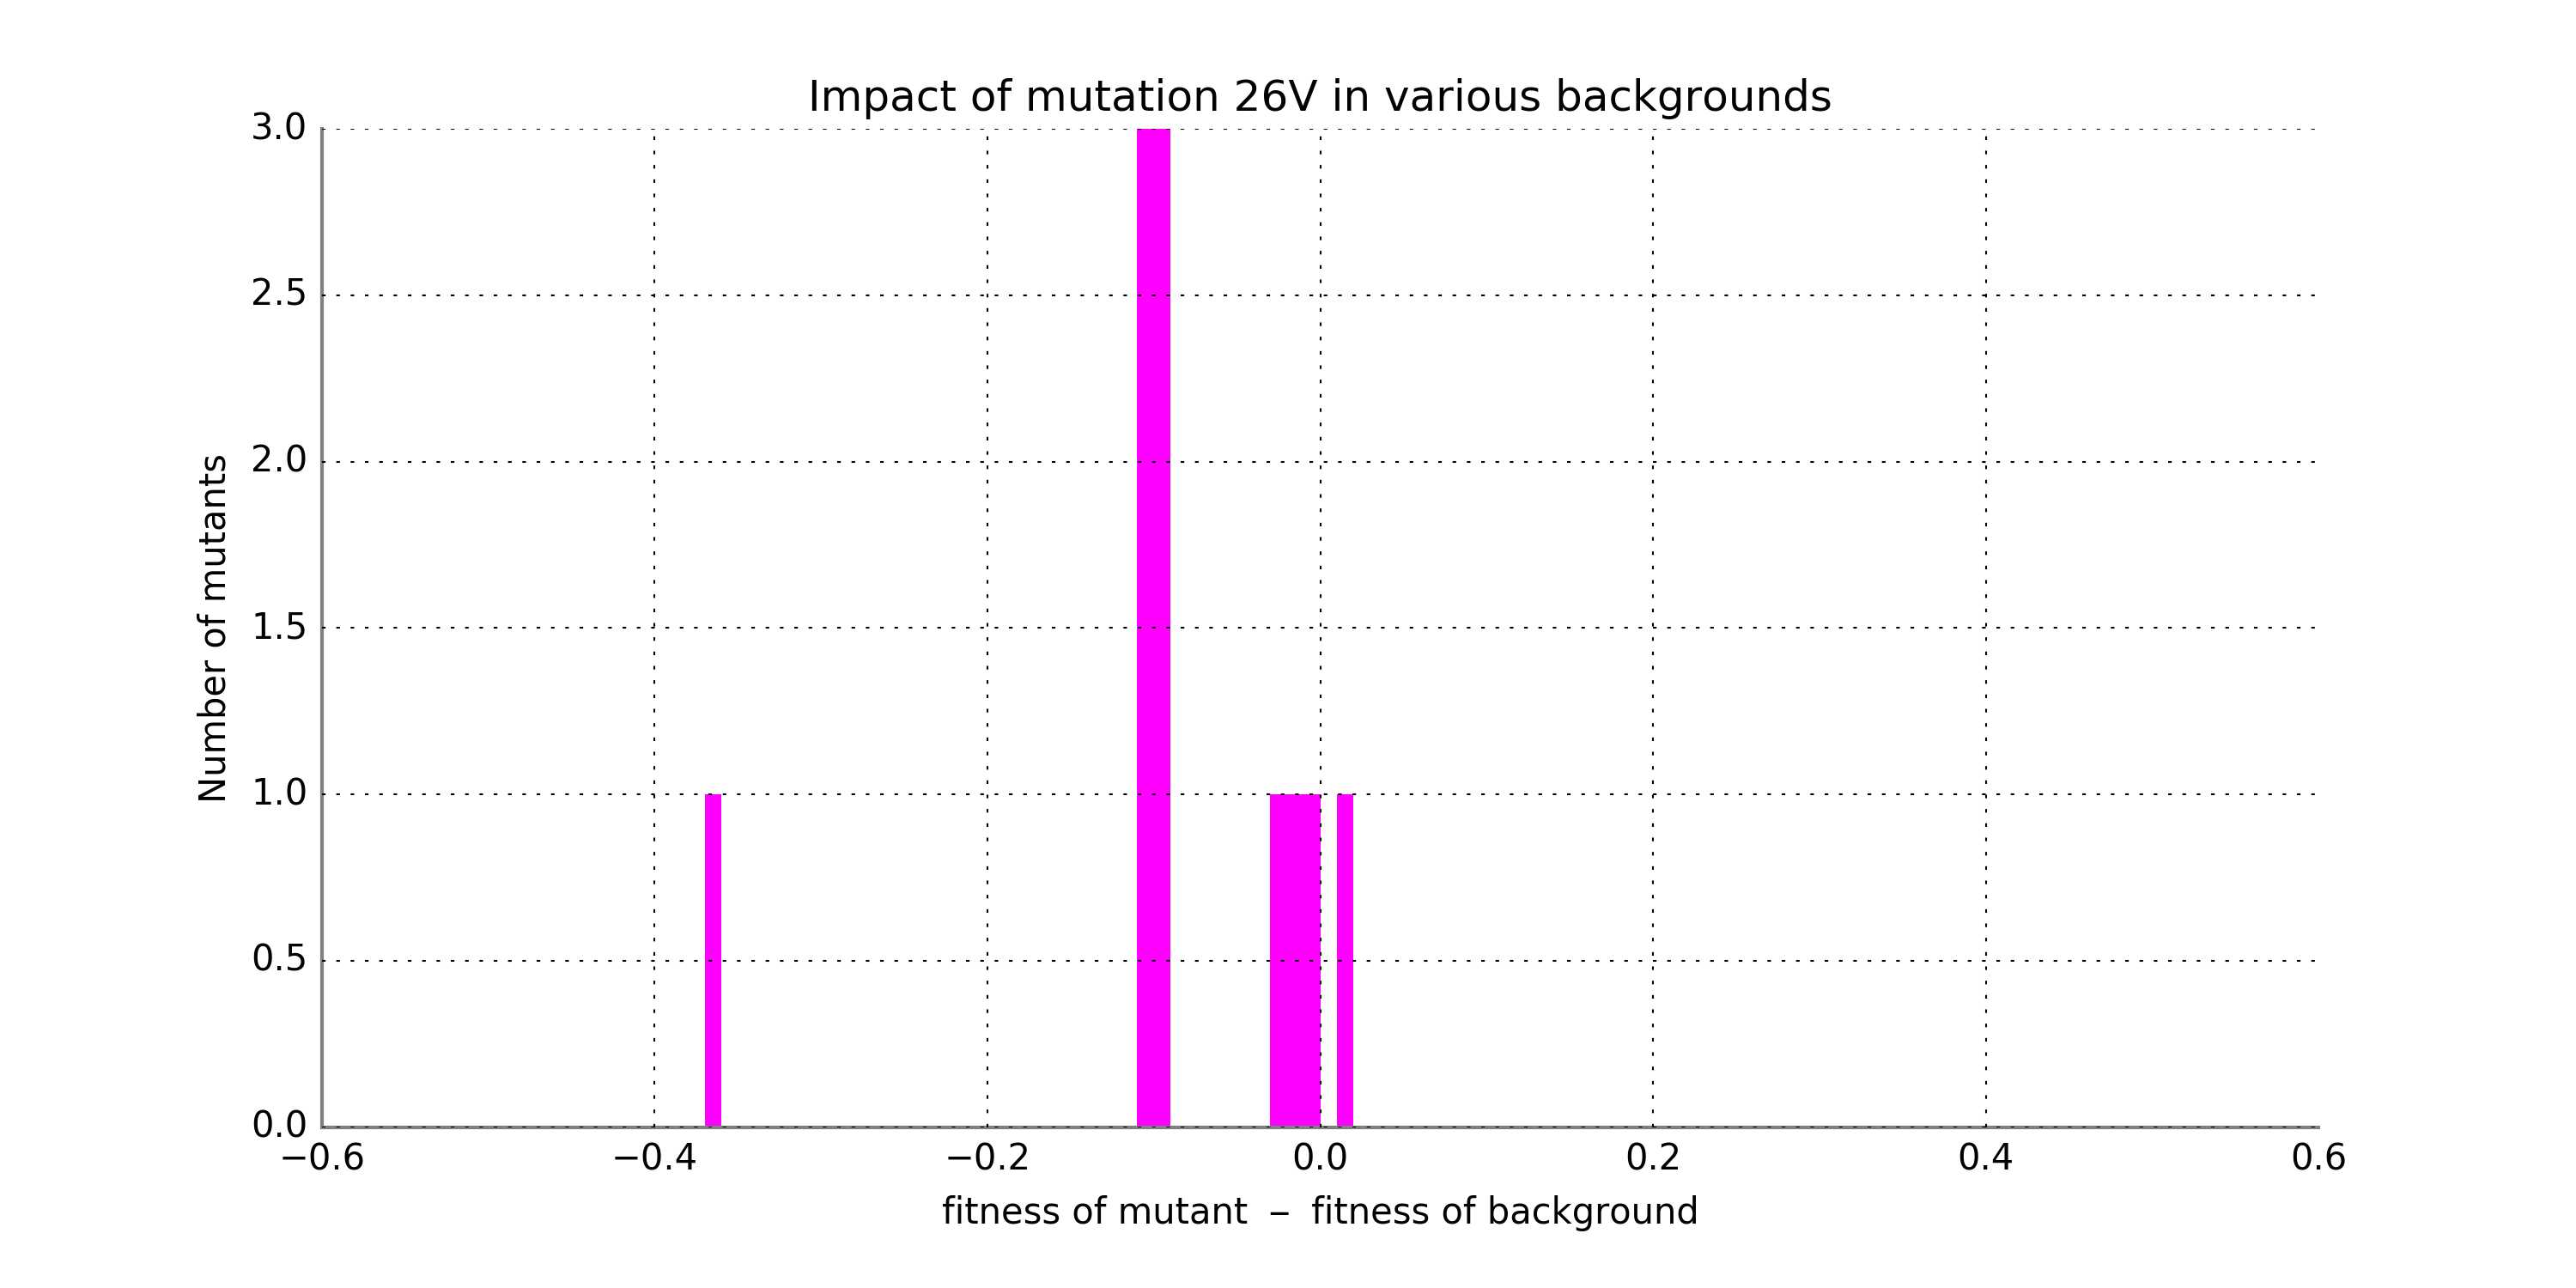 Impact of mutation 26V in various backgrounds
3.0
2.5
2.0
1.5
1.0
0.5
0.0
Number of mutants
−0.6 −0.4 −0.2 0.0 0.2 0.4 0.6
fitness of mutant − fitness of background